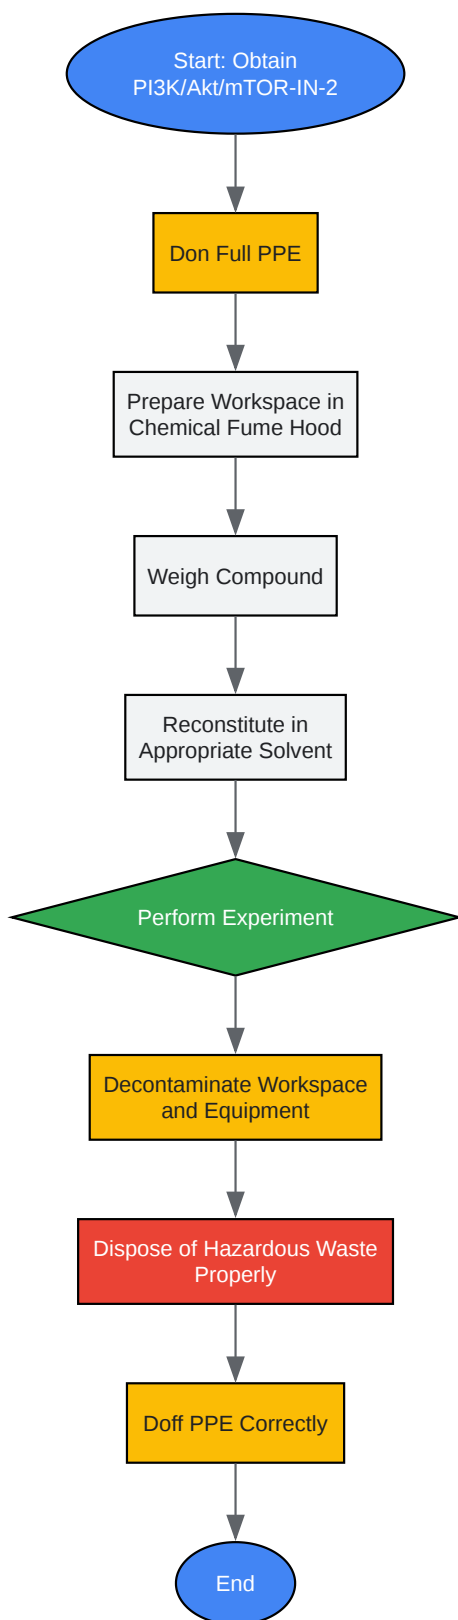 Start: Obtain
PI3K/Akt/mTOR-IN-2
Don Full PPE
Prepare Workspace in
Chemical Fume Hood
Weigh Compound
Reconstitute in
Appropriate Solvent
Perform Experiment
Decontaminate Workspace
and Equipment
Dispose of Hazardous Waste
Properly
Doff PPE Correctly
End